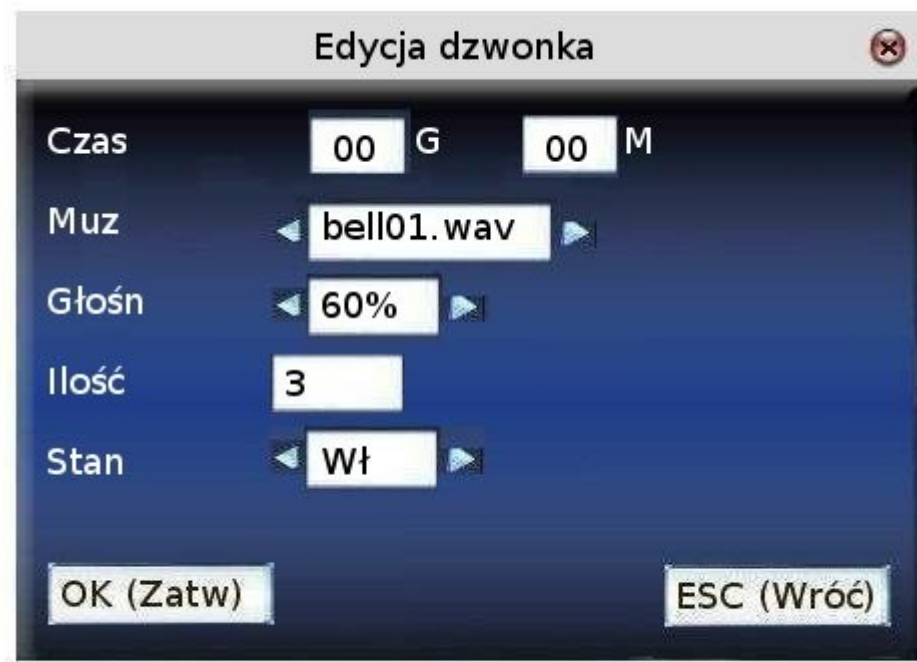 Edycja dzwonka
Czas 00 G 00 M
Muz bell01.wav
Głośn 60%
Ilość 3
Stan Wł
OK (Zatw) ESC (Wróć)